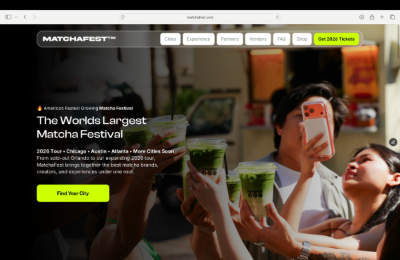 matchafest.com
MATCHAFEST™
Cities
Experience
Partners
Vendors
FAQ
Shop
Get 2026 Tickets
🔥 America's Fastest Growing Matcha Festival
The Worlds Largest
Matcha Festival
2026 Tour • Chicago • Austin • Atlanta • More Cities Soon
From sold-out Orlando to our expanding 2026 tour,
MatchaFest brings together the best matcha brands,
creators, and experiences under one roof.
Find Your City